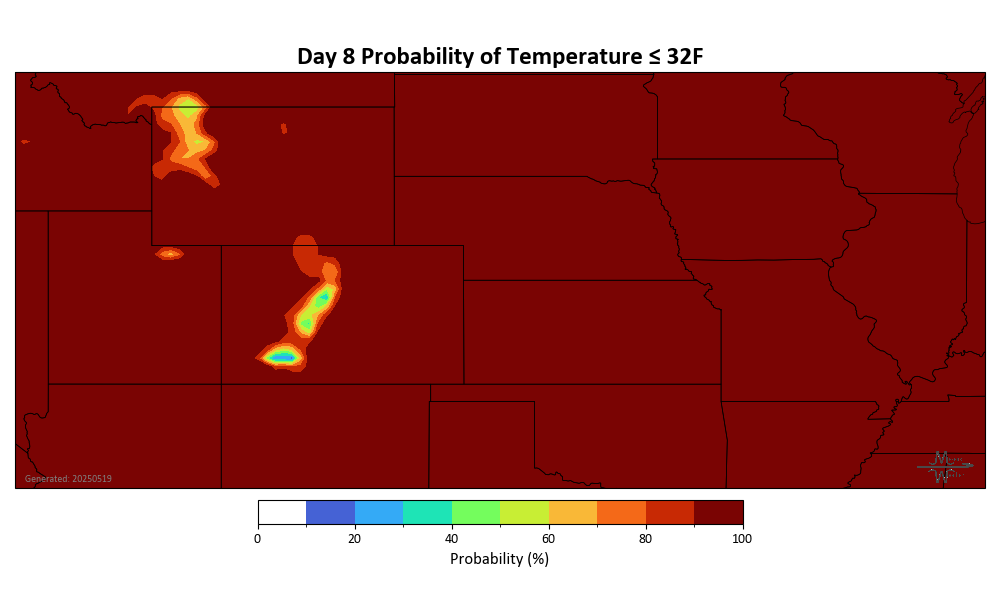 Day 8 Probability of Temperature ≤ 32F
Generated: 20250519
0 20 40 60 80 100
Probability (%)